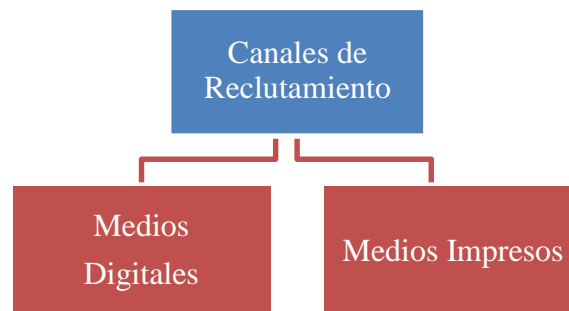 Canales de
Reclutamiento
Medios
Digitales
Medios Impresos